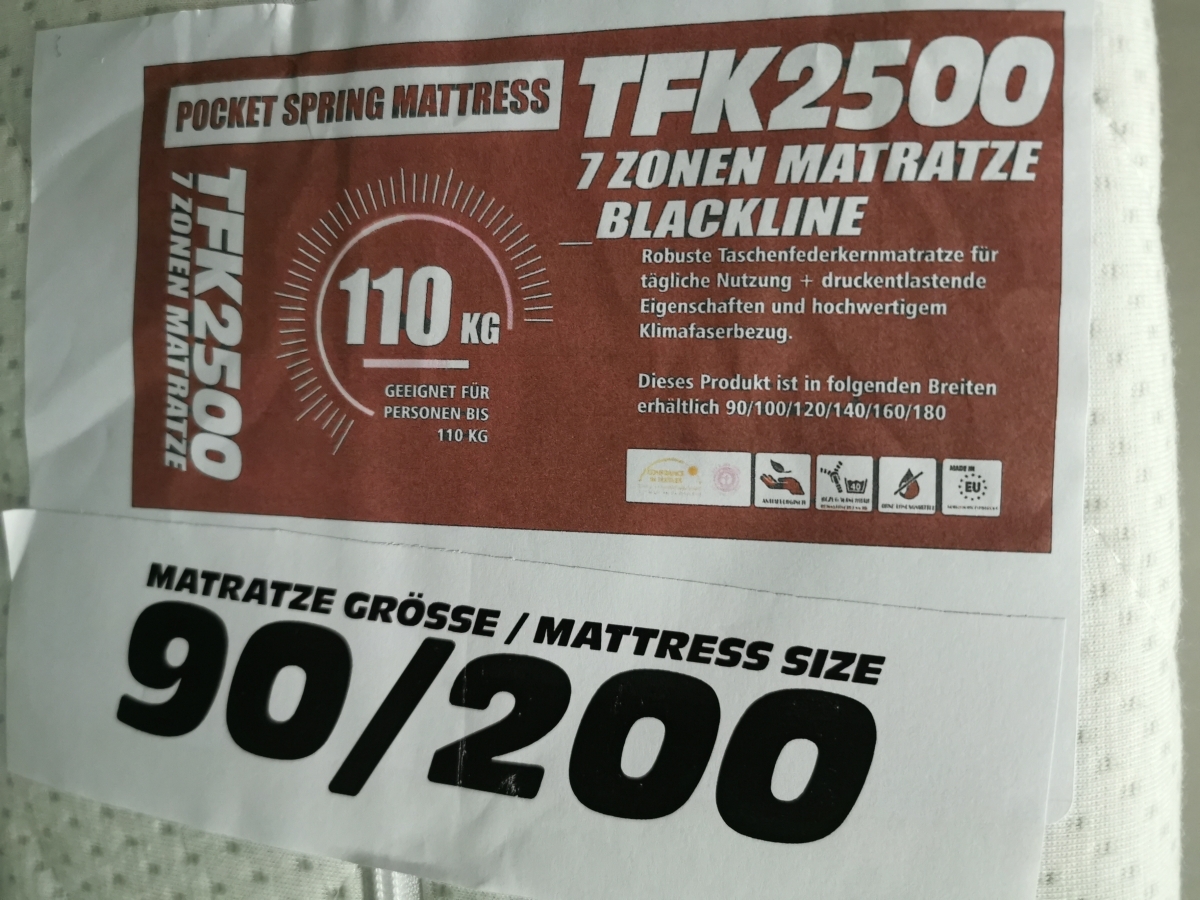 POCKET SPRING MATTRESS
TFK2500
7 ZONEN MATRATZE
BLACKLINE
TFK2500
7 ZONEN MATRATZE
110 KG
GEEIGNET FÜR
PERSONEN BIS
110 KG
Robuste Taschenfederkernmatratze für
tägliche Nutzung + druckentlastende
Eigenschaften und hochwertigem
Klimafaserbezug.
Dieses Produkt ist in folgenden Breiten
erhältlich 90/100/120/140/160/180
MADE IN
EU
MATRATZE GRÖSSE / MATTRESS SIZE
90/200